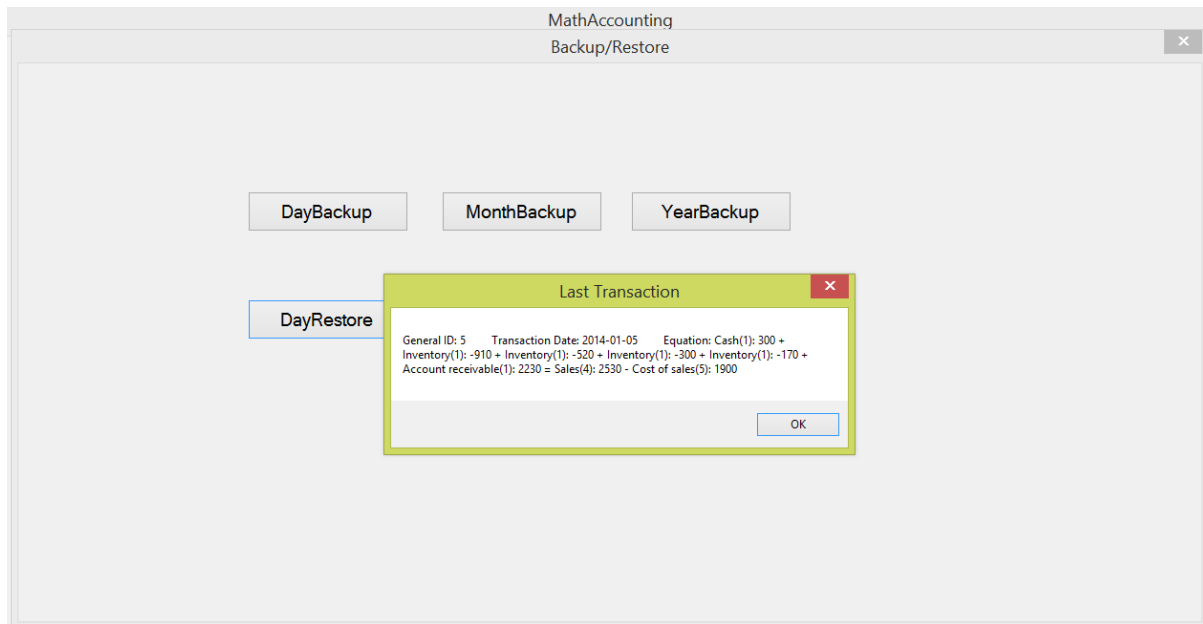 MathAccounting
Backup/Restore
DayBackup
MonthBackup
YearBackup
DayRestore
Last Transaction
General ID: 5 Transaction Date: 2014-01-05 Equation: Cash(1): 300 +
Inventory(1): -910 + Inventory(1): -520 + Inventory(1): -300 + Inventory(1): -170 +
Account receivable(1): 2230 = Sales(4): 2530 - Cost of sales(5): 1900
OK